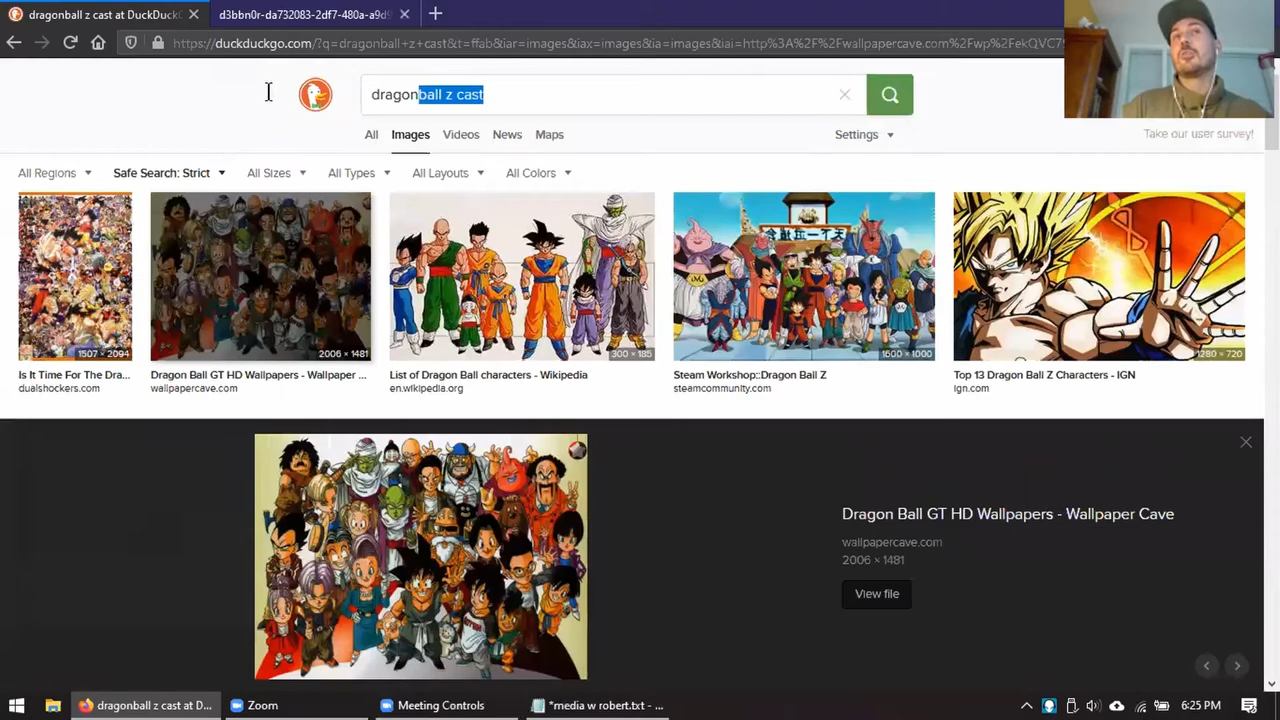 dragonball z cast at DuckDuckG
d3bbn0r-da732083-2df7-480a-a9d9
https://duckduckgo.com/?q=dragonball+z+cast&t=ffab&iar=images&iax=images&ia=images&iai=http%3A%2F%2Fwallpapercave.com%2Fwp%2FekQVC79
dragonball z cast
All Images Videos News Maps Settings
Take our user survey!
All Regions Safe Search: Strict All Sizes All Types All Layouts All Colors
1507 × 2094
2006 × 1481
300 × 185
1600 × 1000
1280 × 720
Is It Time For The Dra...
dualshockers.com
Dragon Ball GT HD Wallpapers - Wallpaper ...
wallpapercave.com
List of Dragon Ball characters - Wikipedia
en.wikipedia.org
Steam Workshop::Dragon Ball Z
steamcommunity.com
Top 13 Dragon Ball Z Characters - IGN
ign.com
Dragon Ball GT HD Wallpapers - Wallpaper Cave
wallpapercave.com
2006 × 1481
View file
dragonball z cast at D...
Zoom
Meeting Controls
*media w robert.txt - ...
6:25 PM